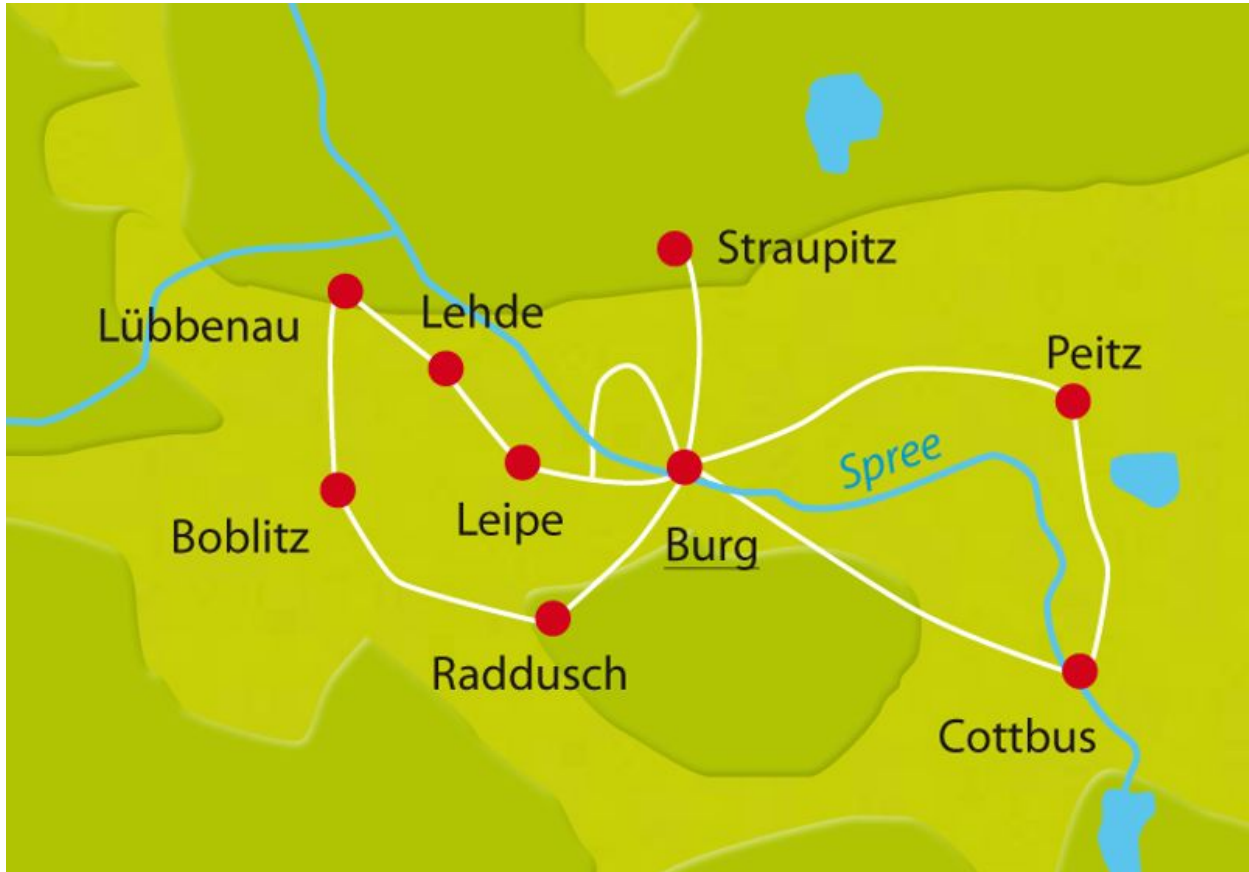 Straupitz
Lehde
Lübbenau
Peitz
Spree
Leipe
Boblitz
Burg
Raddusch
Cottbus